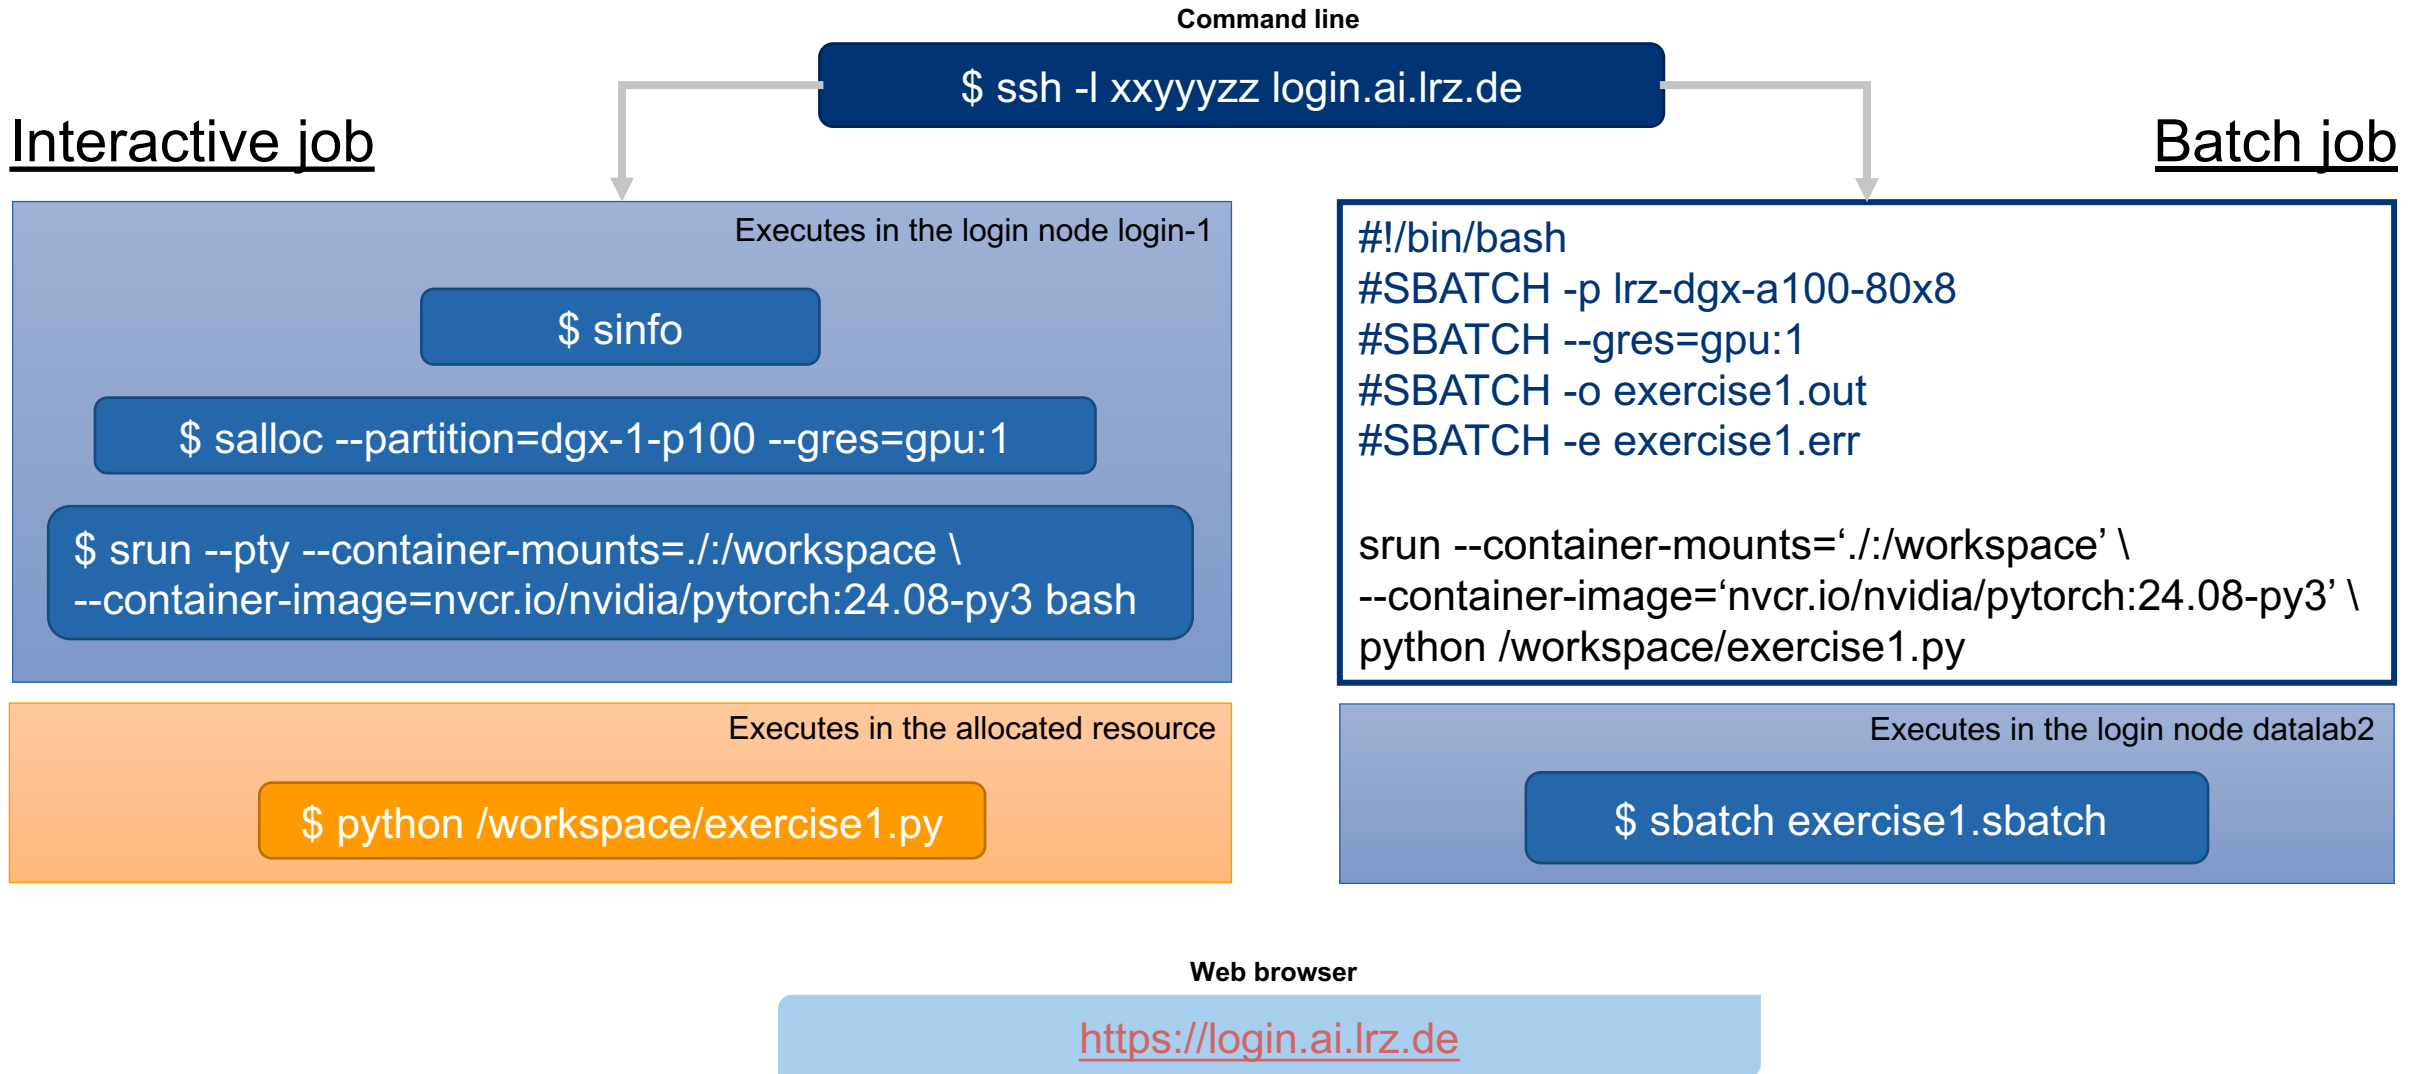 Command line
$ ssh -l xxyyyzz login.ai.lrz.de
Interactive job
Batch job
Executes in the login node login-1
$ sinfo
$ salloc --partition=dgx-1-p100 --gres=gpu:1
$ srun --pty --container-mounts=./:/workspace \
--container-image=nvcr.io/nvidia/pytorch:24.08-py3 bash
Executes in the allocated resource
$ python /workspace/exercise1.py
#!/bin/bash
#SBATCH -p lrz-dgx-a100-80x8
#SBATCH --gres=gpu:1
#SBATCH -o exercise1.out
#SBATCH -e exercise1.err
srun --container-mounts=‘./:/workspace’ \
--container-image=‘nvcr.io/nvidia/pytorch:24.08-py3’ \
python /workspace/exercise1.py
Executes in the login node datalab2
$ sbatch exercise1.sbatch
Web browser
https://login.ai.lrz.de